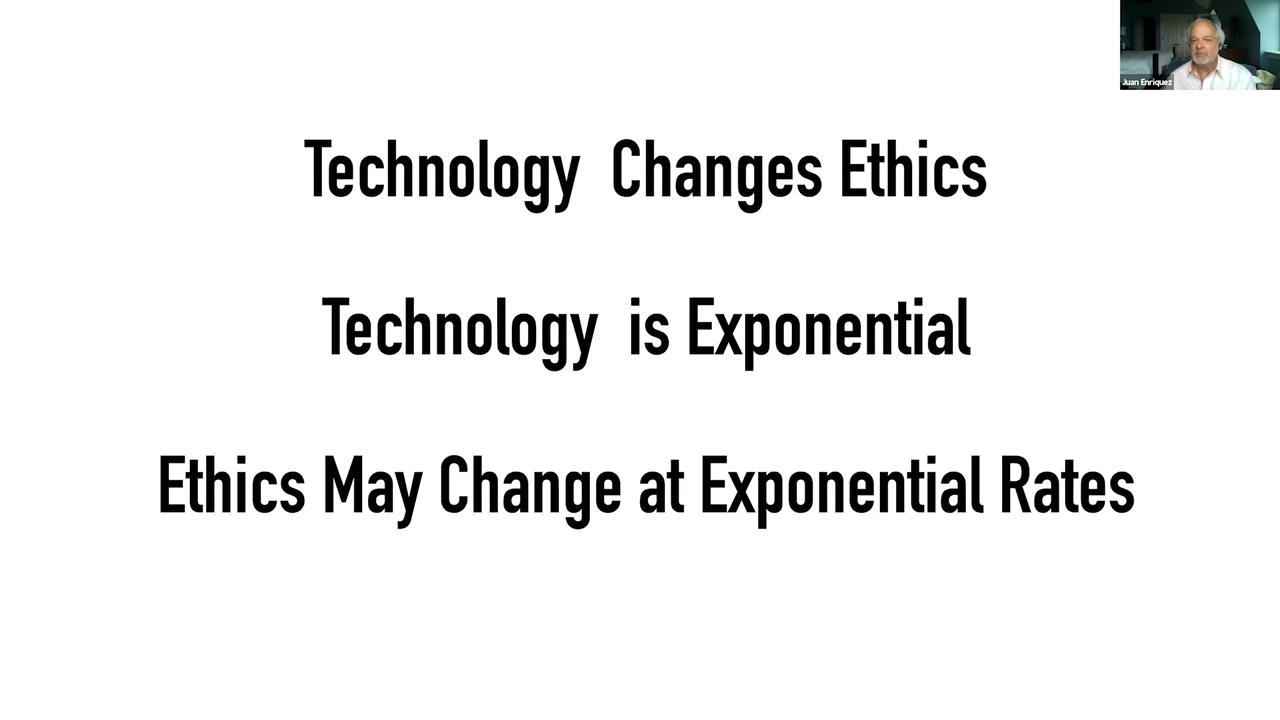 Juan Enriquez
Technology Changes Ethics
Technology is Exponential
Ethics May Change at Exponential Rates